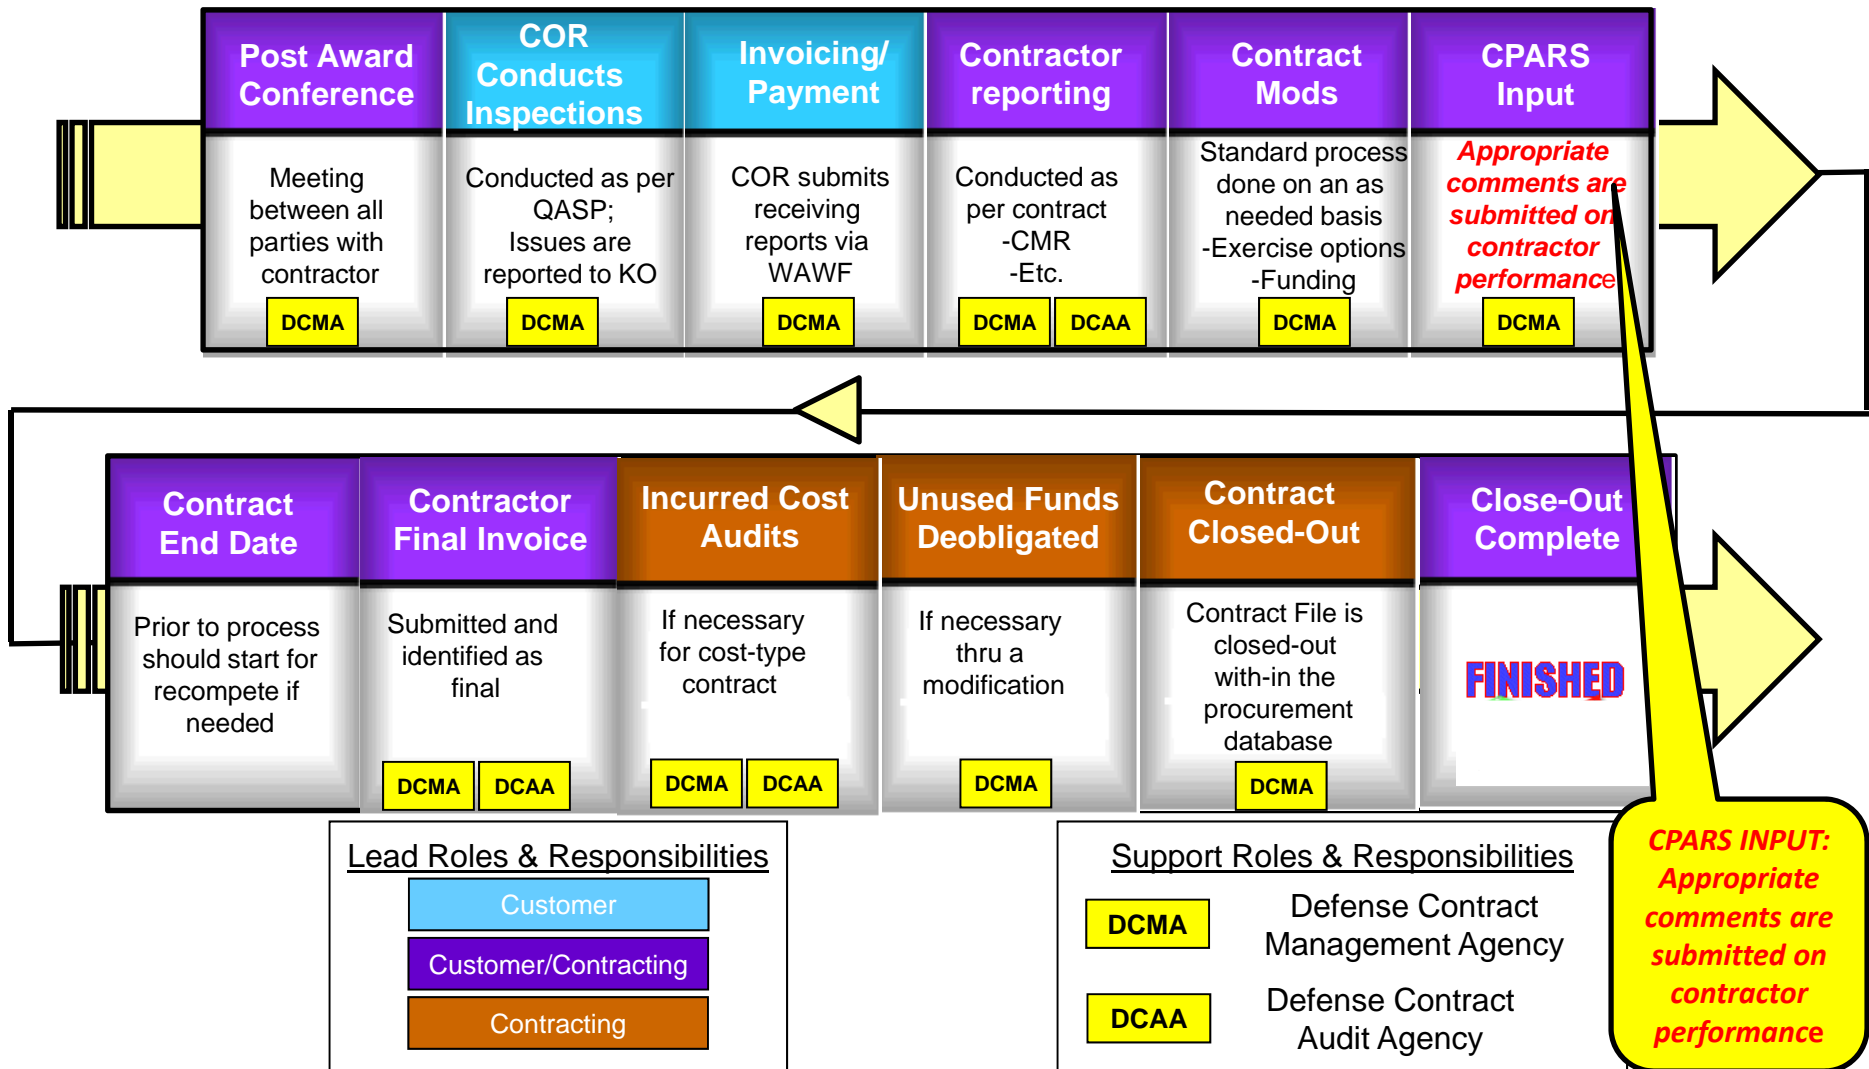 Post Award
Conference
COR
Conducts
Inspections
Invoicing/
Payment
Contractor
reporting
Contract
Mods
CPARS
Input
Meeting
between all
parties with
contractor
DCMA
Conducted as per
QASP;
Issues are
reported to KO
DCMA
COR submits
receiving
reports via
WAWF
DCMA
Conducted as
per contract
-CMR
-Etc.
DCMA DCAA
Standard process
done on an as
needed basis
-Exercise options
-Funding
DCMA
Appropriate
comments are
submitted on
contractor
performance
DCMA
Contract
End Date
Contractor
Final Invoice
Incurred Cost
Audits
Unused Funds
Deobligated
Contract
Closed-Out
Close-Out
Complete
Prior to process
should start for
recompete if
needed
Submitted and
identified as
final
DCMA DCAA
If necessary
for cost-type
contract
DCMA DCAA
If necessary
thru a
modification
DCMA
Contract File is
closed-out
with-in the
procurement
database
DCMA
FINISHED
Lead Roles & Responsibilities
Customer
Customer/Contracting
Contracting
Support Roles & Responsibilities
DCMA
Defense Contract
Management Agency
DCAA
Defense Contract
Audit Agency
CPARS INPUT:
Appropriate
comments are
submitted on
contractor
performance